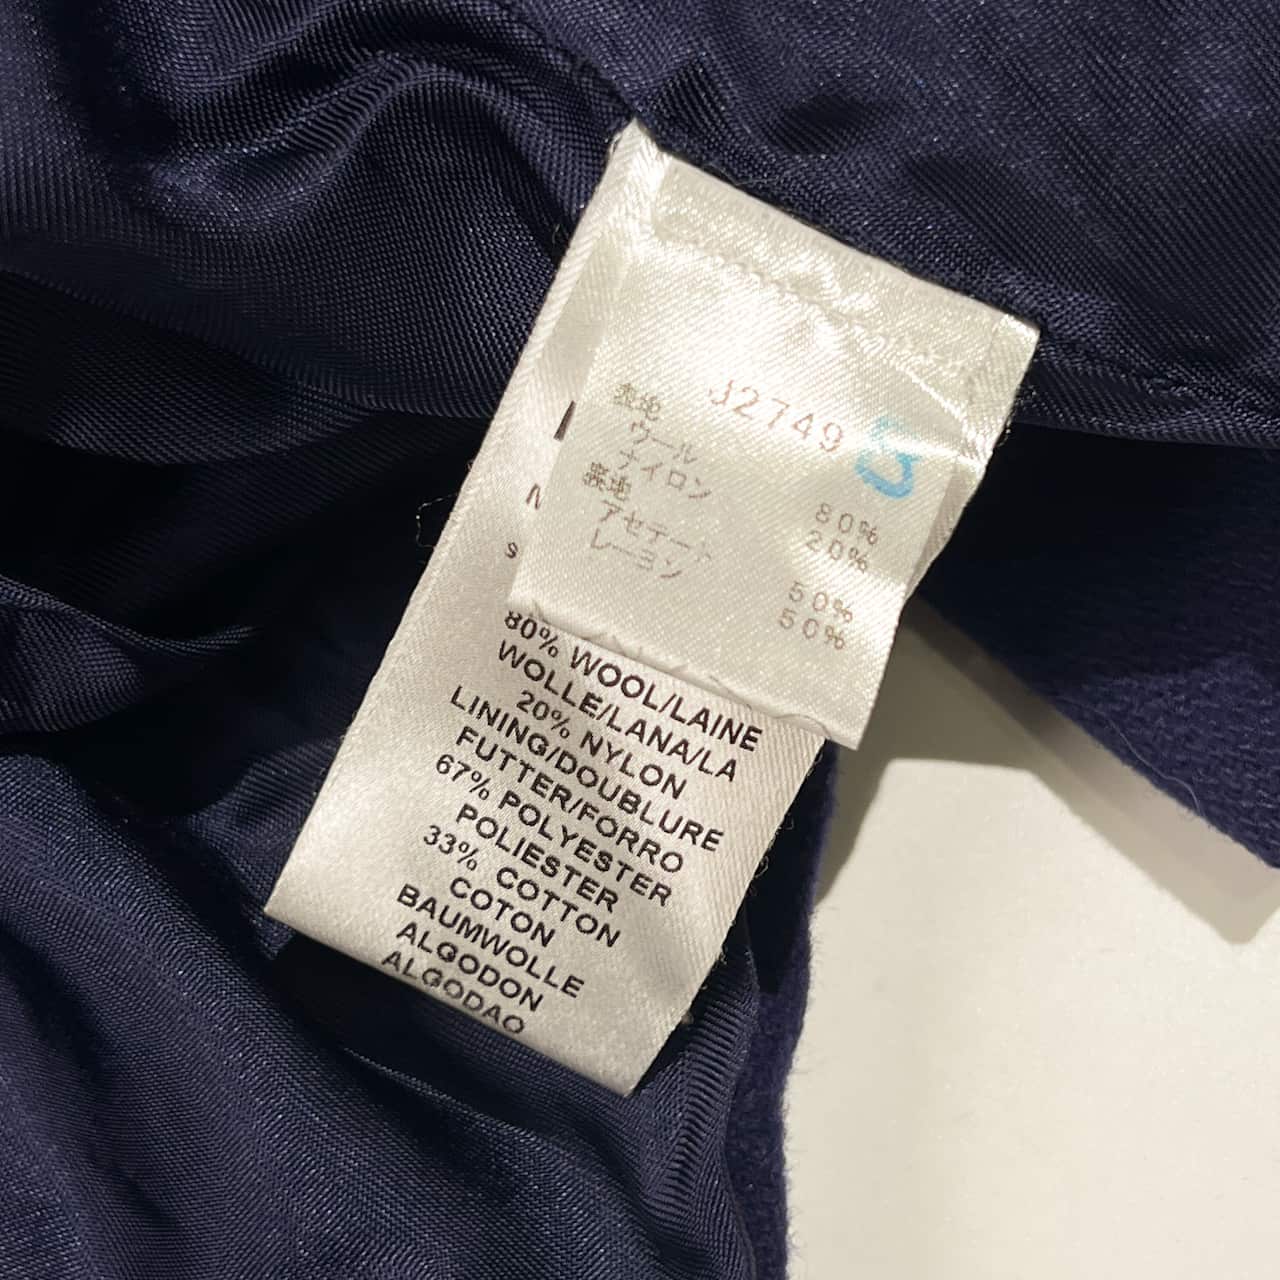 J2749
表地
ウール 80%
ナイロン 20%
裏地
アセテート 50%
レーヨン 50%
80% WOOL/LAINE
WOLLE/LANA/LA
20% NYLON
LINING/DOUBLURE
FUTTER/FORRO
67% POLYESTER
POLIESTER
33% COTTON
COTON
BAUMWOLLE
ALGODON
ALGODAO